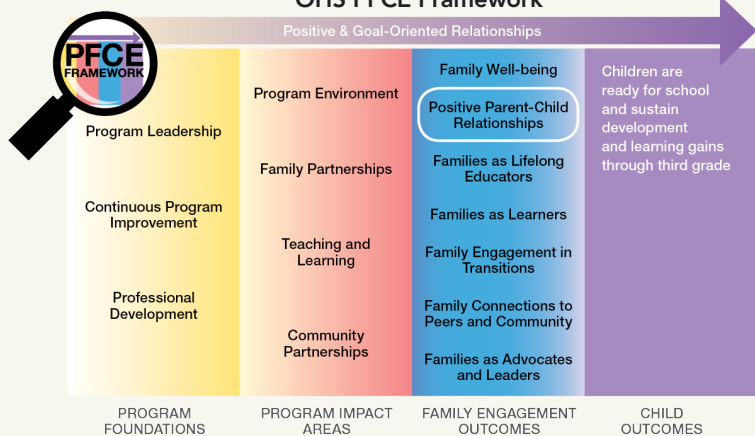 OHS PFCE Framework
Positive & Goal-Oriented Relationships
PFCE
FRAMEWORK
Program Leadership
Continuous Program
Improvement
Professional
Development
PROGRAM
FOUNDATIONS
Program Environment
Family Partnerships
Teaching and
Learning
Community
Partnerships
PROGRAM IMPACT
AREAS
Family Well-being
Positive Parent-Child
Relationships
Families as Lifelong
Educators
Families as Learners
Family Engagement in
Transitions
Family Connections to
Peers and Community
Families as Advocates
and Leaders
FAMILY ENGAGEMENT
OUTCOMES
Children are
ready for school
and sustain
development
and learning gains
through third grade
CHILD
OUTCOMES